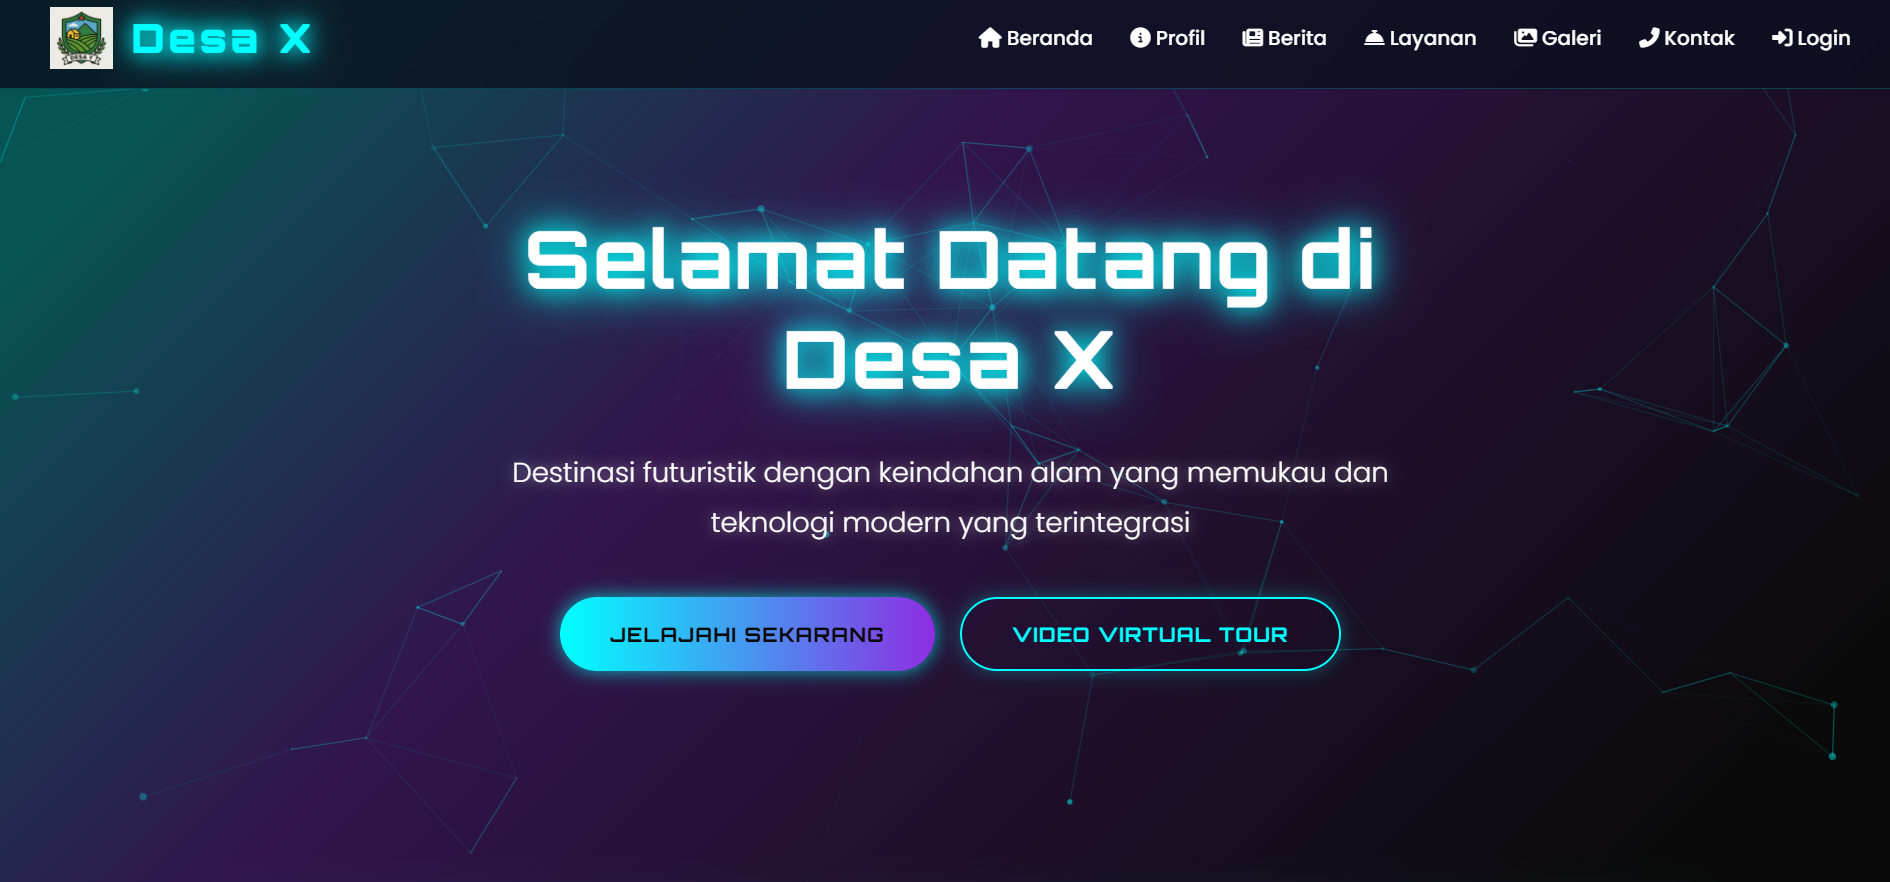 Desa X
Beranda
Profil
Berita
Layanan
Galeri
Kontak
Login
Selamat Datang di
Desa X
Destinasi futuristik dengan keindahan alam yang memukau dan
teknologi modern yang terintegrasi
JELAJAHI SEKARANG
VIDEO VIRTUAL TOUR